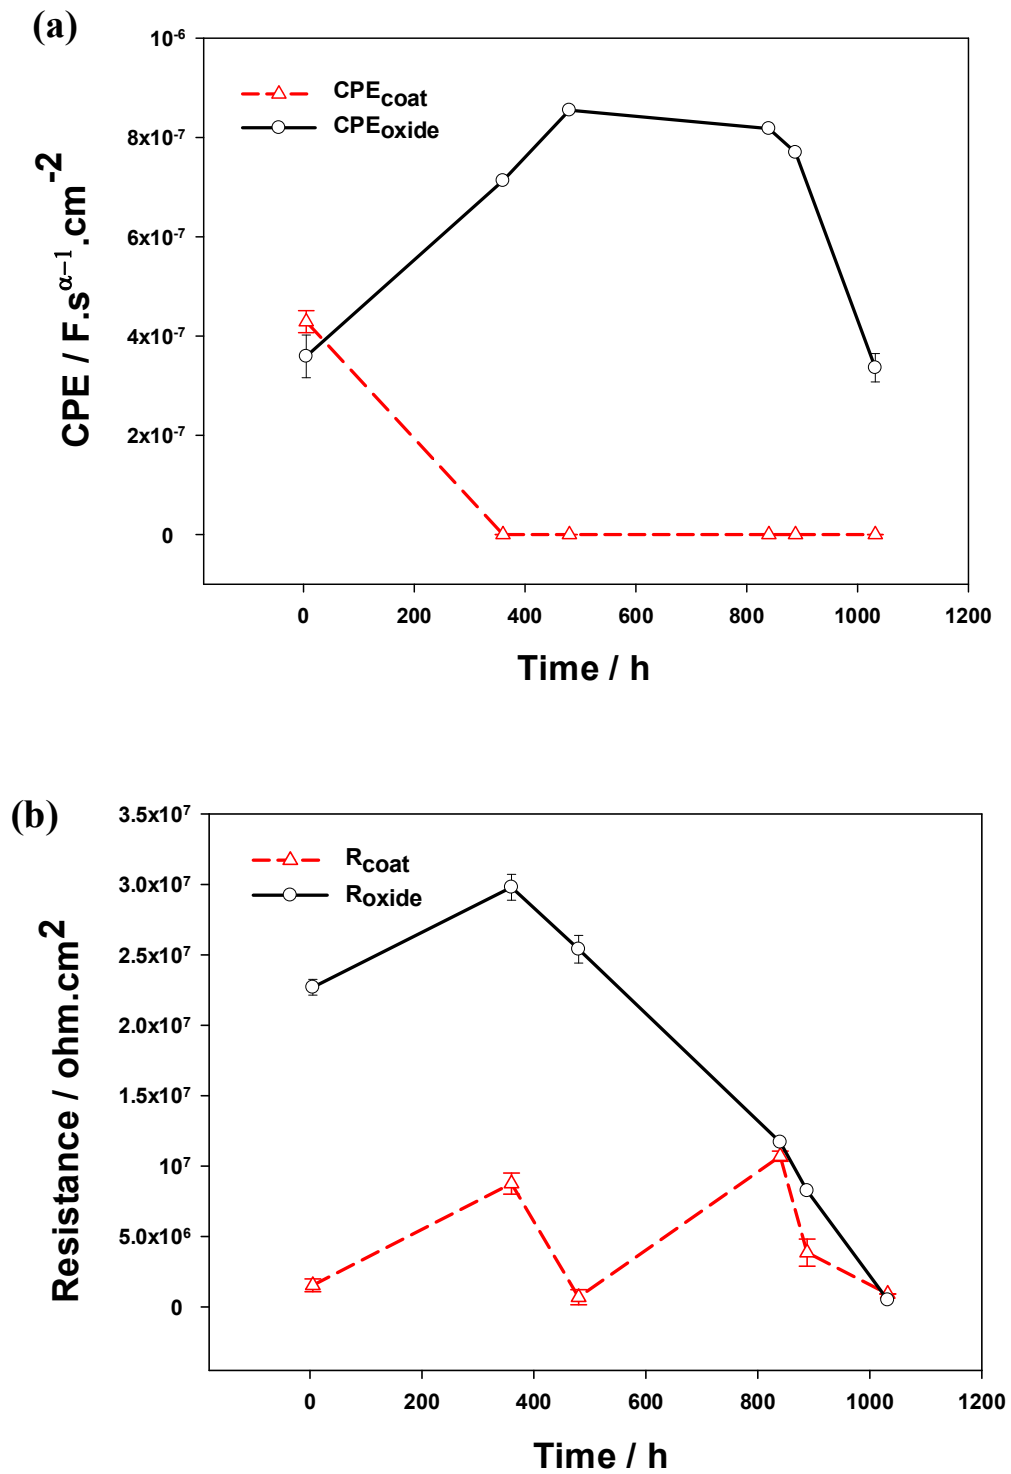 (a)
10⁻⁶
8x10⁻⁷
6x10⁻⁷
4x10⁻⁷
2x10⁻⁷
0
CPE / F.s^α−1.cm⁻²
CPEcoat
CPEoxide
0 200 400 600 800 1000 1200
Time / h
(b)
3.5x10⁷
3.0x10⁷
2.5x10⁷
2.0x10⁷
1.5x10⁷
10⁷
5.0x10⁶
0
Resistance / ohm.cm²
Rcoat
Roxide
0 200 400 600 800 1000 1200
Time / h